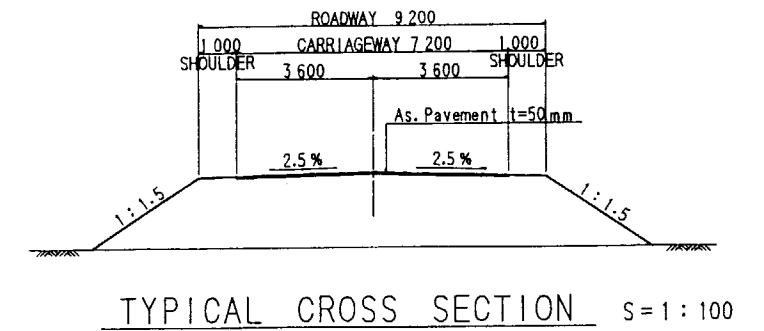 ROADWAY 9 200
1 000 CARRIAGEWAY 7 200 1 000
SHOULDER SHOULDER
3 600 3 600
As. Pavement t=50mm
2.5 % 2.5 %
1 : 1.5 1 : 1.5
TYPICAL CROSS SECTION S = 1 : 100